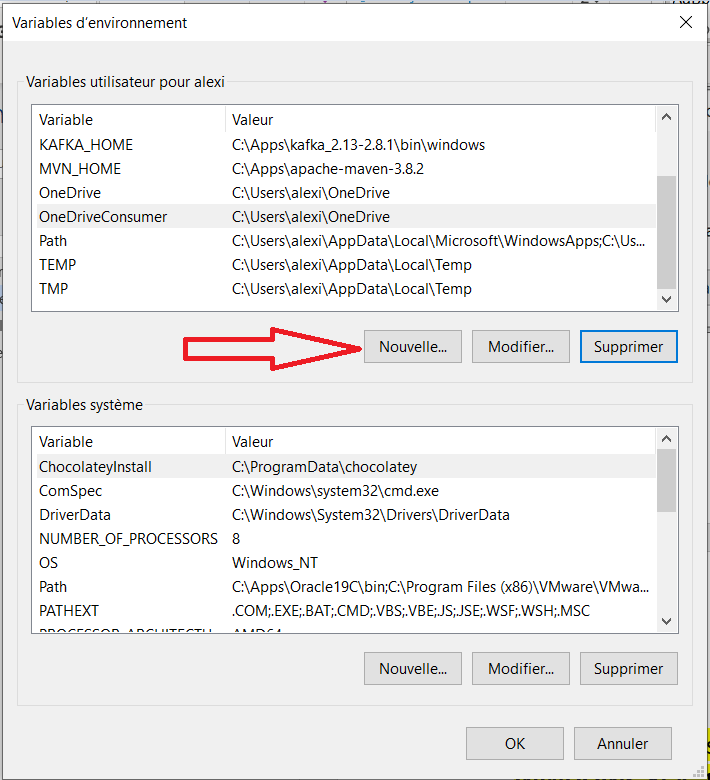 Variables d'environnement
Variables utilisateur pour alexi
Variable Valeur
KAFKA_HOME C:\Apps\kafka_2.13-2.8.1\bin\windows
MVN_HOME C:\Apps\apache-maven-3.8.2
OneDrive C:\Users\alexi\OneDrive
OneDriveConsumer C:\Users\alexi\OneDrive
Path C:\Users\alexi\AppData\Local\Microsoft\WindowsApps;C:\Us...
TEMP C:\Users\alexi\AppData\Local\Temp
TMP C:\Users\alexi\AppData\Local\Temp
Nouvelle... Modifier... Supprimer
Variables système
Variable Valeur
ChocolateyInstall C:\ProgramData\chocolatey
ComSpec C:\Windows\system32\cmd.exe
DriverData C:\Windows\System32\Drivers\DriverData
NUMBER_OF_PROCESSORS 8
OS Windows_NT
Path C:\Apps\Oracle19C\bin;C:\Program Files (x86)\VMware\VMwa...
PATHEXT .COM;.EXE;.BAT;.CMD;.VBS;.VBE;.JS;.JSE;.WSF;.WSH;.MSC
PROCESSOR_ARCHITECTU AMD64
Nouvelle... Modifier... Supprimer
OK Annuler